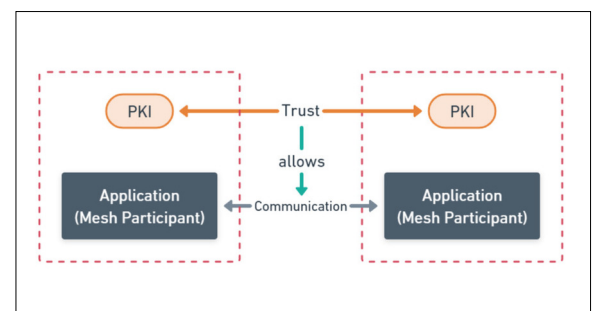 PKI
Trust
PKI
allows
Application
(Mesh Participant)
Communication
Application
(Mesh Participant)